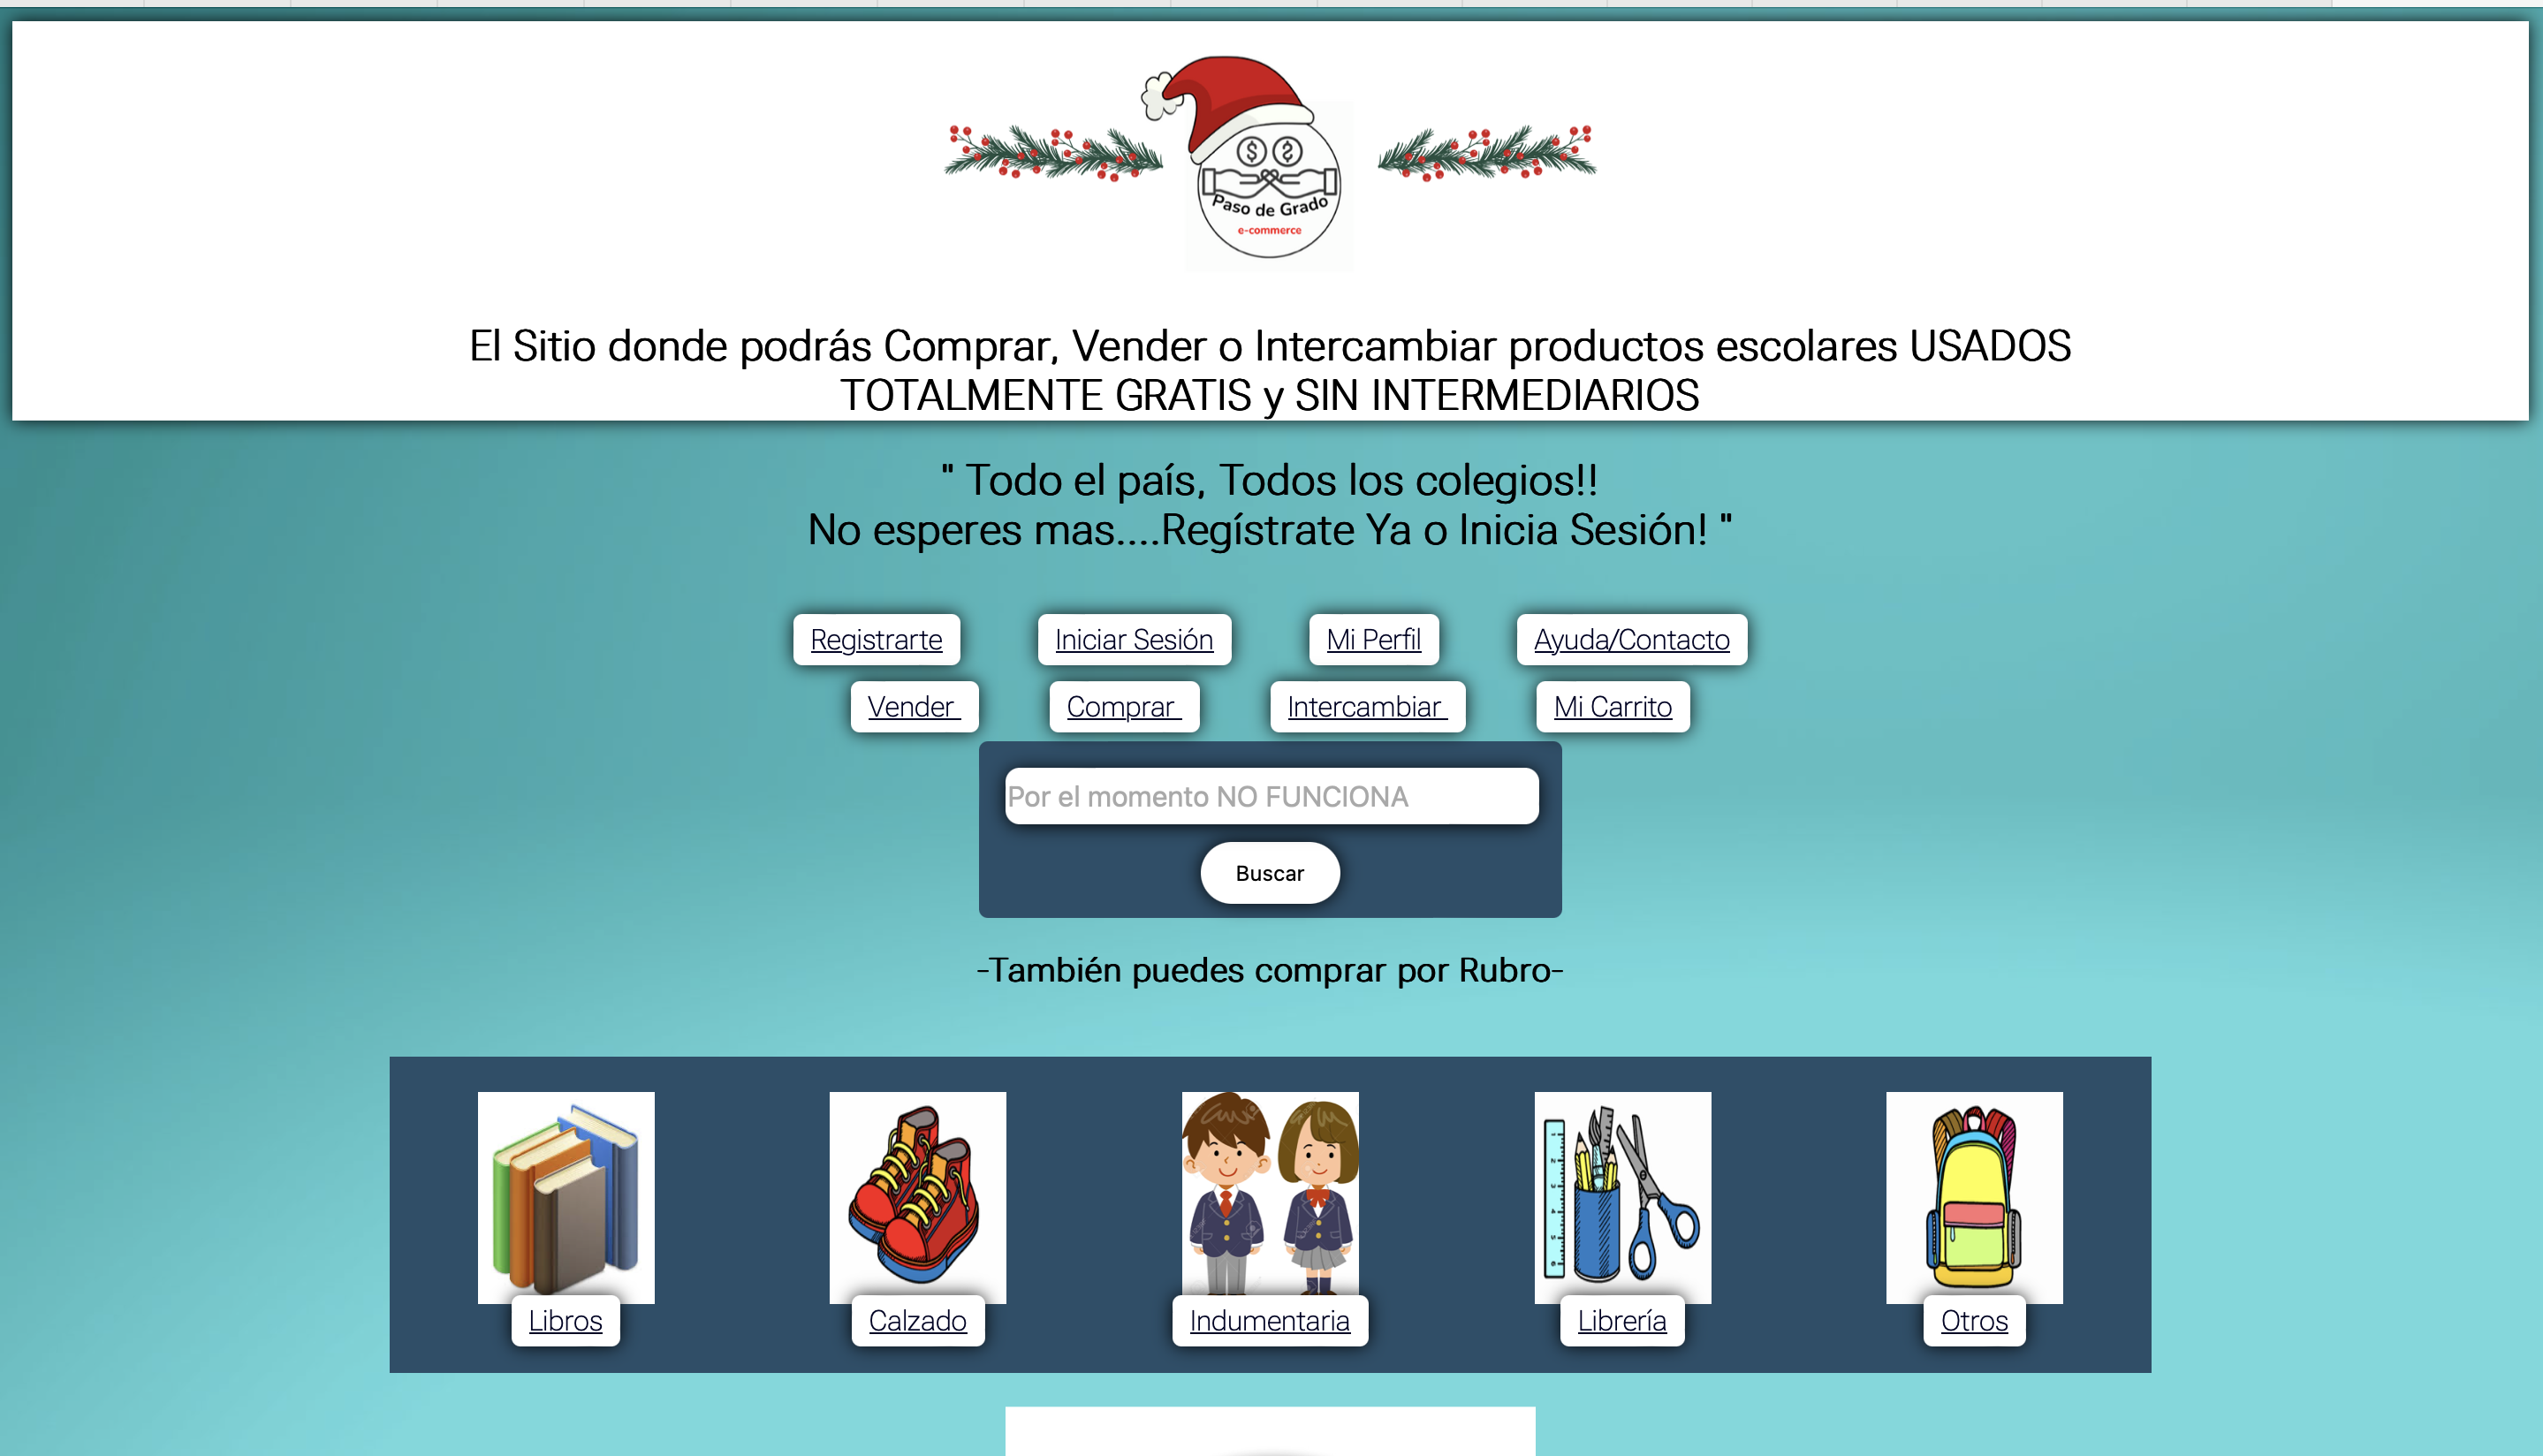 Paso de Grado
e-commerce
El Sitio donde podrás Comprar, Vender o Intercambiar productos escolares USADOS
TOTALMENTE GRATIS y SIN INTERMEDIARIOS
" Todo el país, Todos los colegios!!
No esperes mas....Regístrate Ya o Inicia Sesión! "
Registrarte Iniciar Sesión Mi Perfil Ayuda/Contacto
Vender Comprar Intercambiar Mi Carrito
Por el momento NO FUNCIONA
Buscar
-También puedes comprar por Rubro-
Libros Calzado Indumentaria Librería Otros